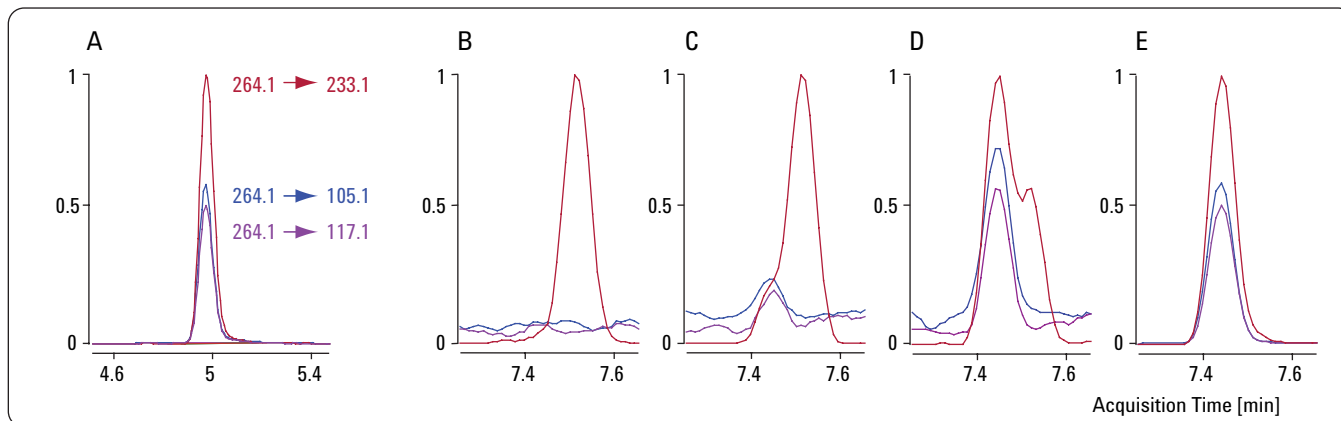 A B C D E
1 264.1 → 233.1 1 1 1 1
0.5 264.1 → 105.1 0.5 0.5 0.5 0.5
264.1 → 117.1
0 0 0 0 0
4.6 5 5.4 7.4 7.6 7.4 7.6 7.4 7.6 7.4 7.6
Acquisition Time [min]